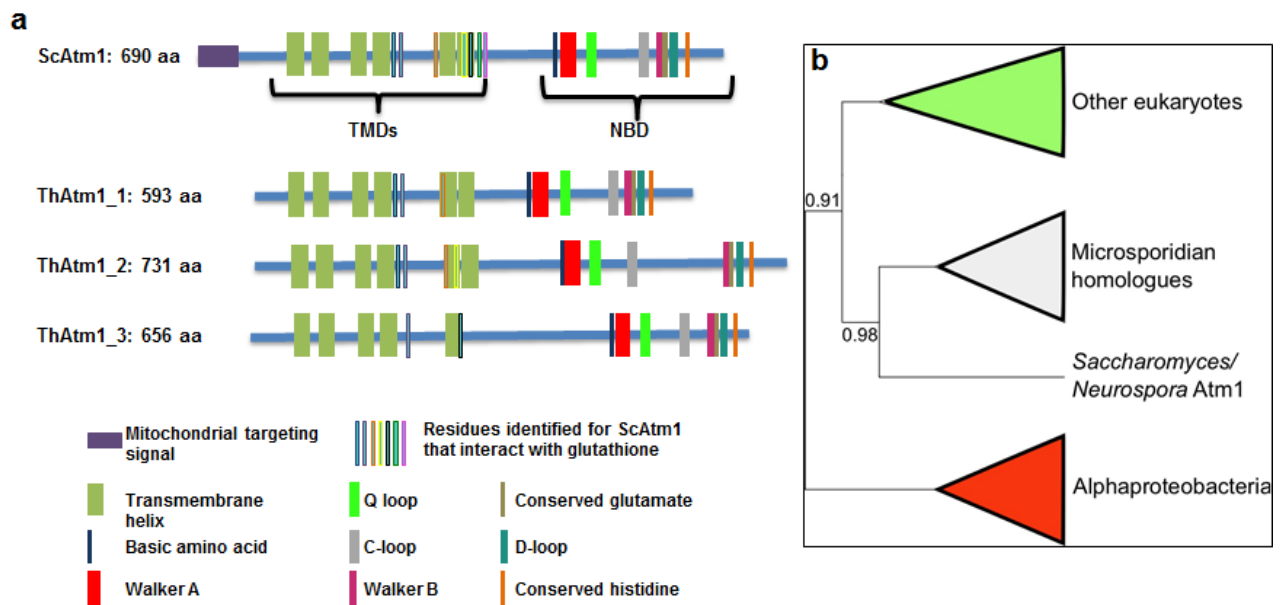 a
ScAtm1: 690 aa
TMDs
NBD
ThAtm1_1: 593 aa
ThAtm1_2: 731 aa
ThAtm1_3: 656 aa
Mitochondrial targeting
signal
Residues identified for ScAtm1
that interact with glutathione
Transmembrane
helix
Q loop
Conserved glutamate
Basic amino acid
C-loop
D-loop
Walker A
Walker B
Conserved histidine
b
Other eukaryotes
0.91
Microsporidian
homologues
0.98
Saccharomyces/
Neurospora Atm1
Alphaproteobacteria